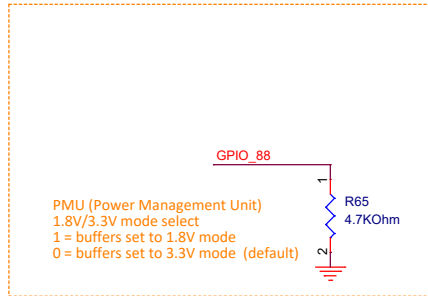 GPIO_88
1
R65
4.7KOhm
2
PMU (Power Management Unit)
1.8V/3.3V mode select
1 = buffers set to 1.8V mode
0 = buffers set to 3.3V mode (default)